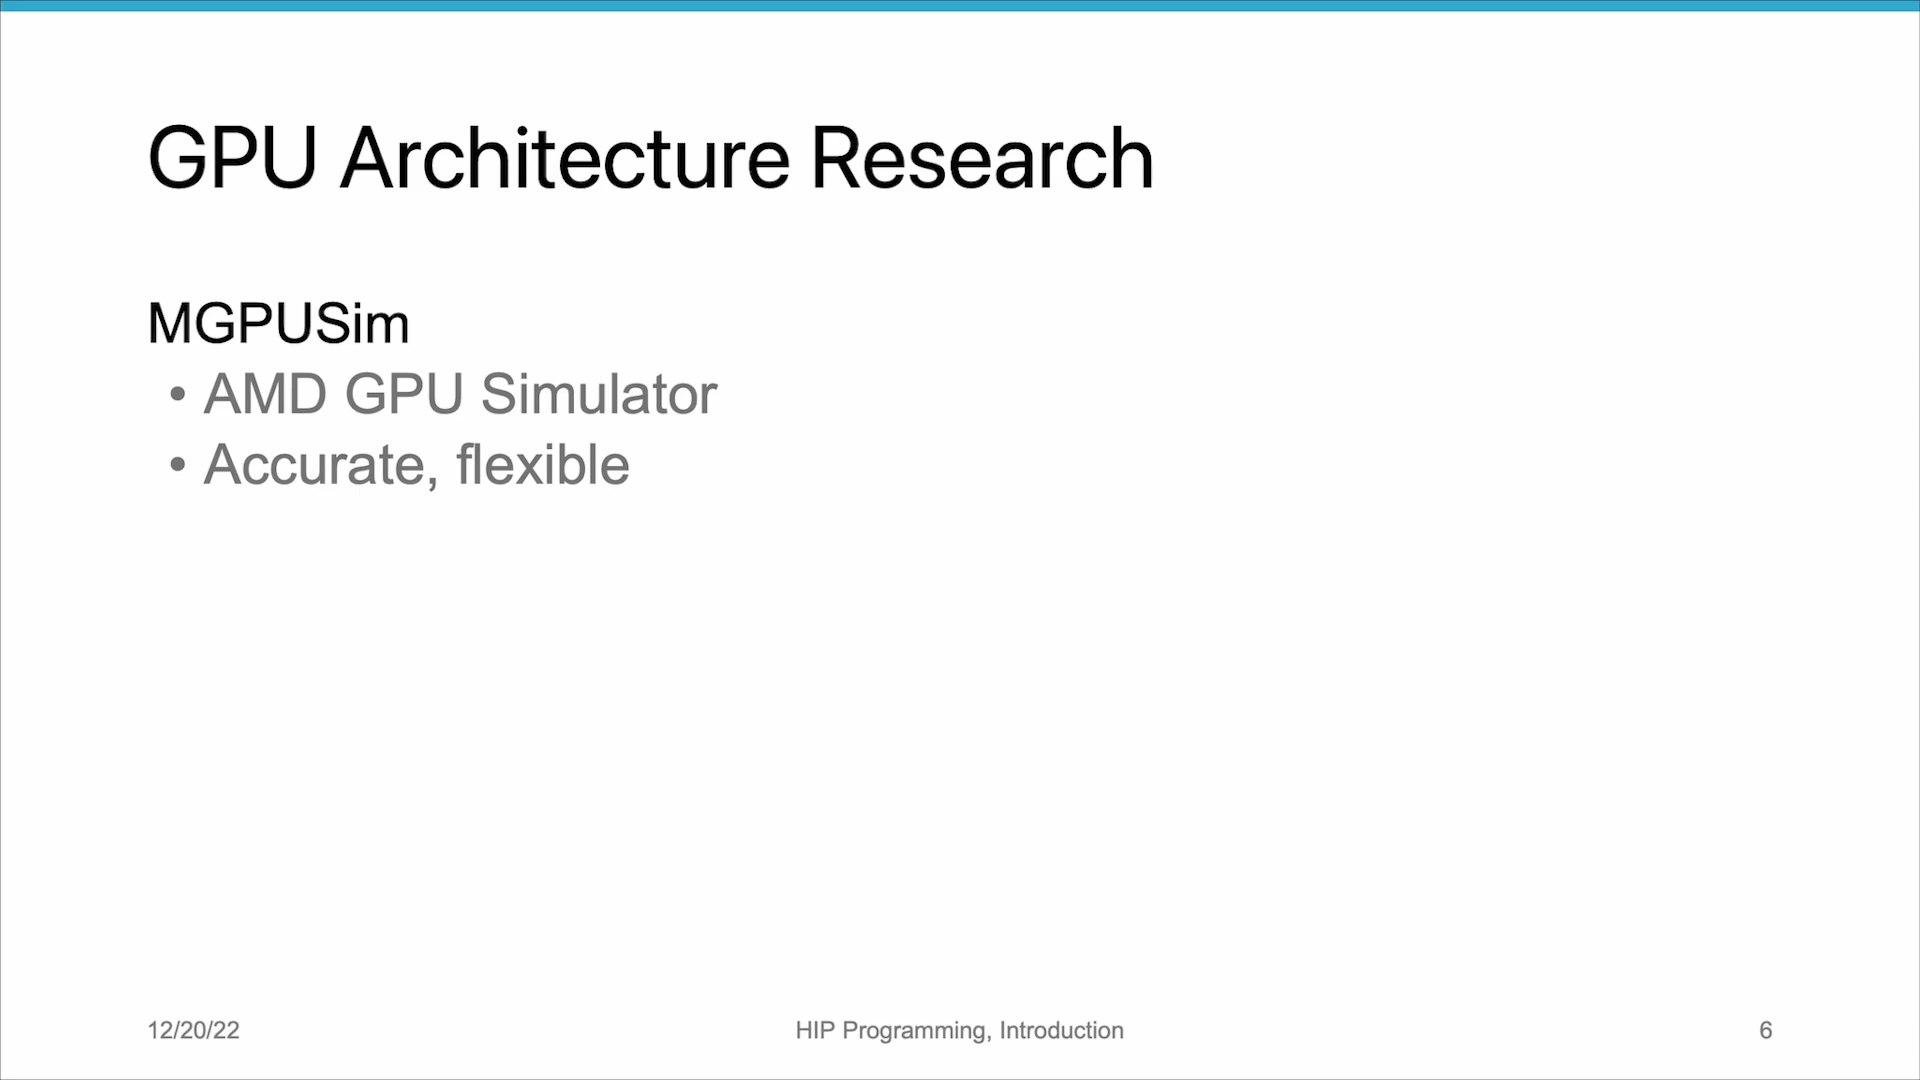 GPU Architecture Research
MGPUSim
• AMD GPU Simulator
• Accurate, flexible
12/20/22
HIP Programming, Introduction
6